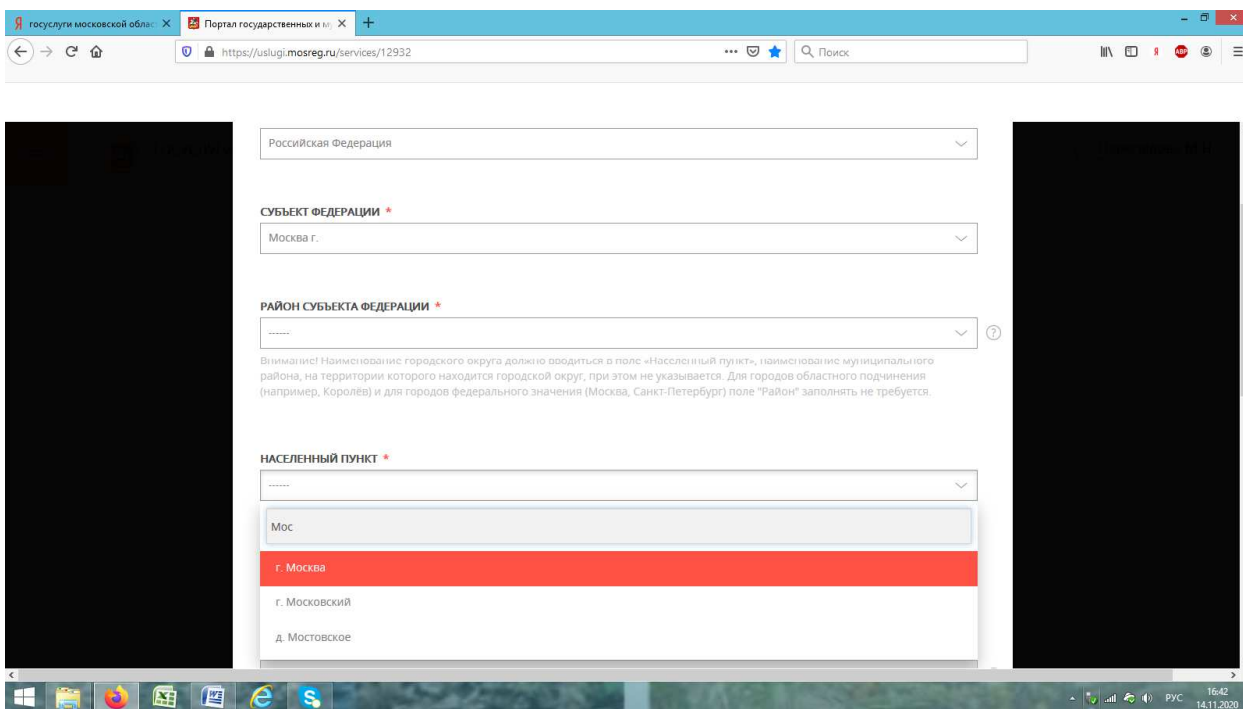 госуслуги московской облас
Портал государственных и м
https://uslugi.mosreg.ru/services/12932
Поиск
ABP
Российская Федерация
СУБЪЕКТ ФЕДЕРАЦИИ *
Москва г.
РАЙОН СУБЪЕКТА ФЕДЕРАЦИИ *
------
Внимание! Наименование городского округа должно вводиться в поле «Населенный пункт», наименование муниципального
района, на территории которого находится городской округ, при этом не указывается. Для городов областного подчинения
(например, Королёв) и для городов федерального значения (Москва, Санкт-Петербург) поле "Район" заполнять не требуется.
НАСЕЛЕННЫЙ ПУНКТ *
------
Мос
г. Москва
г. Московский
д. Мостовское
РУС
16:42
14.11.2020